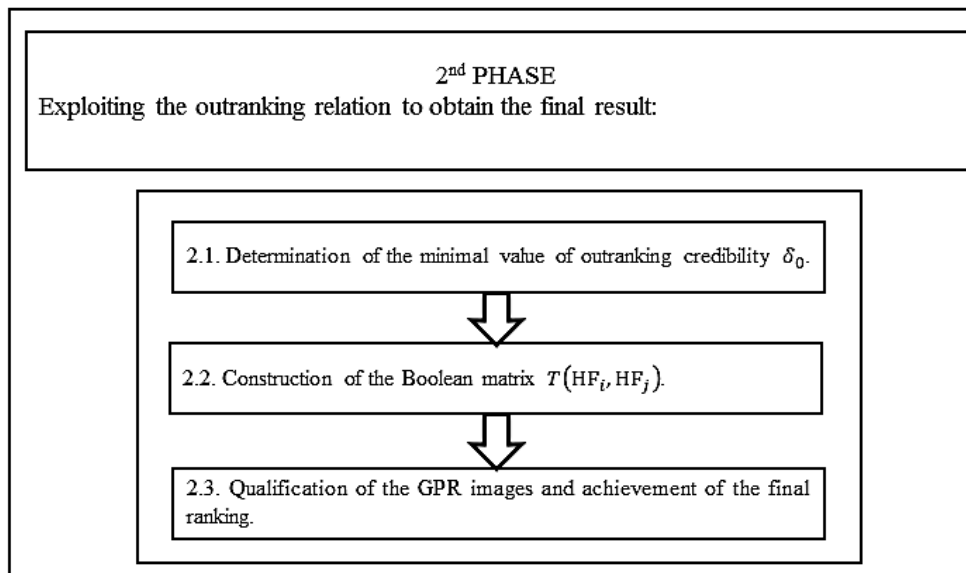 2nd PHASE
Exploiting the outranking relation to obtain the final result:
2.1. Determination of the minimal value of outranking credibility δ₀.
2.2. Construction of the Boolean matrix T(HFᵢ, HFⱼ).
2.3. Qualification of the GPR images and achievement of the final
ranking.